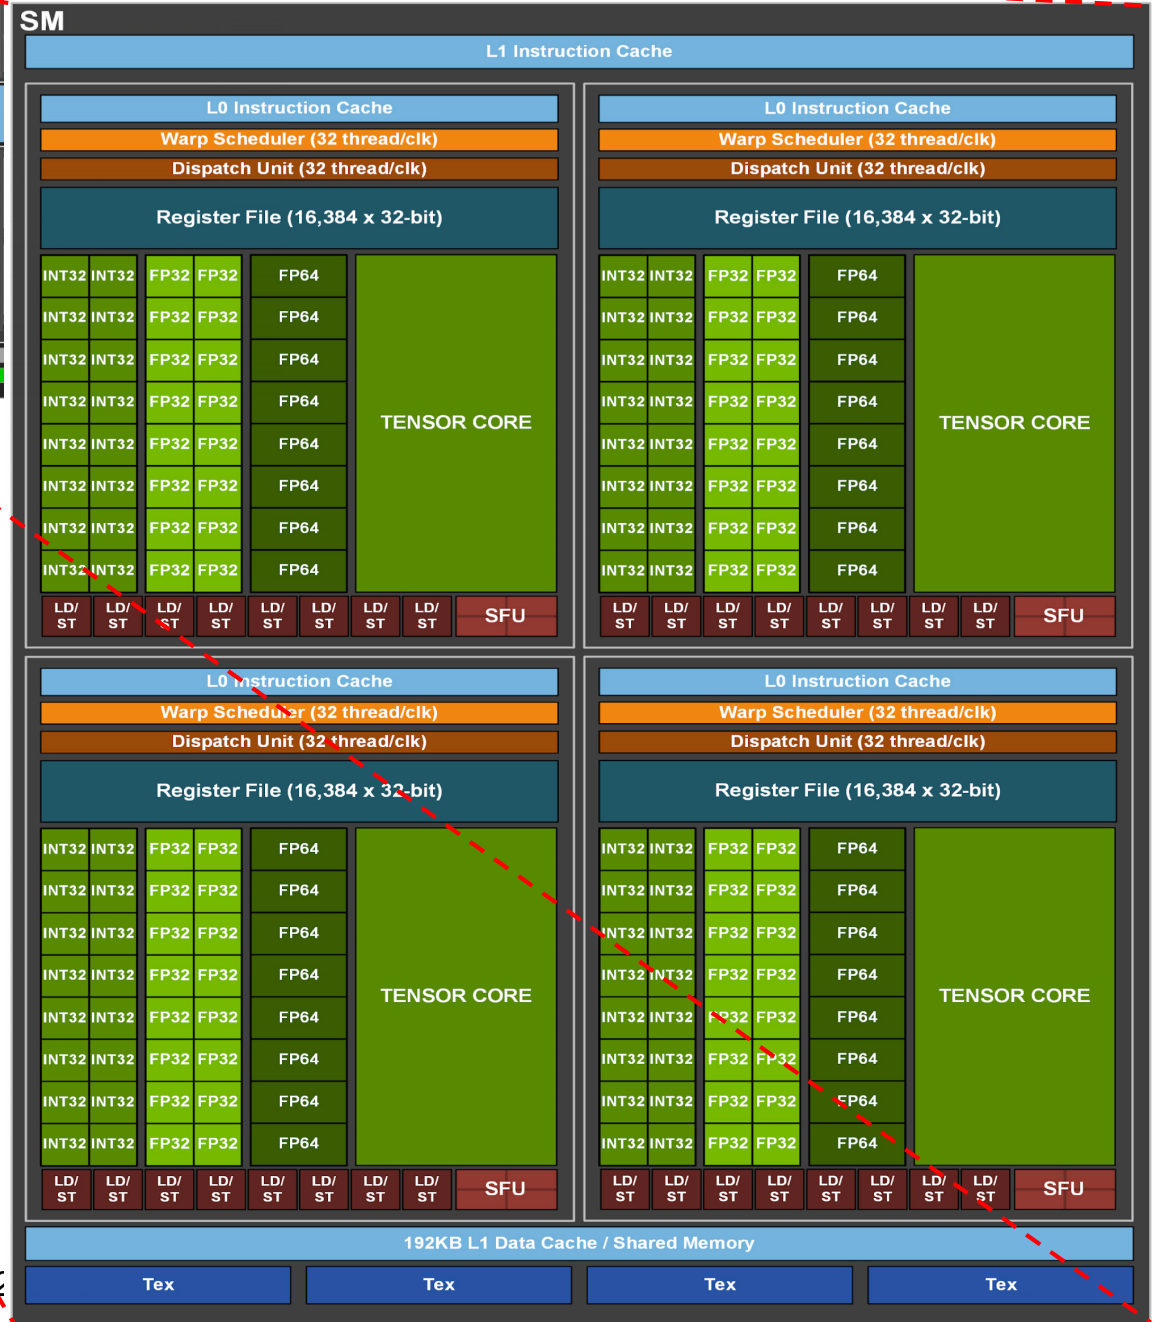 SM
L1 Instruction Cache
L0 Instruction Cache
Warp Scheduler (32 thread/clk)
Dispatch Unit (32 thread/clk)
Register File (16,384 x 32-bit)
INT32 INT32 FP32 FP32 FP64
INT32 INT32 FP32 FP32 FP64
INT32 INT32 FP32 FP32 FP64
INT32 INT32 FP32 FP32 FP64
TENSOR CORE
INT32 INT32 FP32 FP32 FP64
INT32 INT32 FP32 FP32 FP64
INT32 INT32 FP32 FP32 FP64
INT32 INT32 FP32 FP32 FP64
LD/ LD/ LD/ LD/ LD/ LD/ LD/ LD/
ST ST ST ST ST ST ST ST
SFU
L0 Instruction Cache
Warp Scheduler (32 thread/clk)
Dispatch Unit (32 thread/clk)
Register File (16,384 x 32-bit)
INT32 INT32 FP32 FP32 FP64
INT32 INT32 FP32 FP32 FP64
INT32 INT32 FP32 FP32 FP64
INT32 INT32 FP32 FP32 FP64
TENSOR CORE
INT32 INT32 FP32 FP32 FP64
INT32 INT32 FP32 FP32 FP64
INT32 INT32 FP32 FP32 FP64
INT32 INT32 FP32 FP32 FP64
LD/ LD/ LD/ LD/ LD/ LD/ LD/ LD/
ST ST ST ST ST ST ST ST
SFU
L0 Instruction Cache
Warp Scheduler (32 thread/clk)
Dispatch Unit (32 thread/clk)
Register File (16,384 x 32-bit)
INT32 INT32 FP32 FP32 FP64
INT32 INT32 FP32 FP32 FP64
INT32 INT32 FP32 FP32 FP64
INT32 INT32 FP32 FP32 FP64
TENSOR CORE
INT32 INT32 FP32 FP32 FP64
INT32 INT32 FP32 FP32 FP64
INT32 INT32 FP32 FP32 FP64
INT32 INT32 FP32 FP32 FP64
LD/ LD/ LD/ LD/ LD/ LD/ LD/ LD/
ST ST ST ST ST ST ST ST
SFU
L0 Instruction Cache
Warp Scheduler (32 thread/clk)
Dispatch Unit (32 thread/clk)
Register File (16,384 x 32-bit)
INT32 INT32 FP32 FP32 FP64
INT32 INT32 FP32 FP32 FP64
INT32 INT32 FP32 FP32 FP64
INT32 INT32 FP32 FP32 FP64
TENSOR CORE
INT32 INT32 FP32 FP32 FP64
INT32 INT32 FP32 FP32 FP64
INT32 INT32 FP32 FP32 FP64
INT32 INT32 FP32 FP32 FP64
LD/ LD/ LD/ LD/ LD/ LD/ LD/ LD/
ST ST ST ST ST ST ST ST
SFU
192KB L1 Data Cache / Shared Memory
Tex Tex Tex Tex